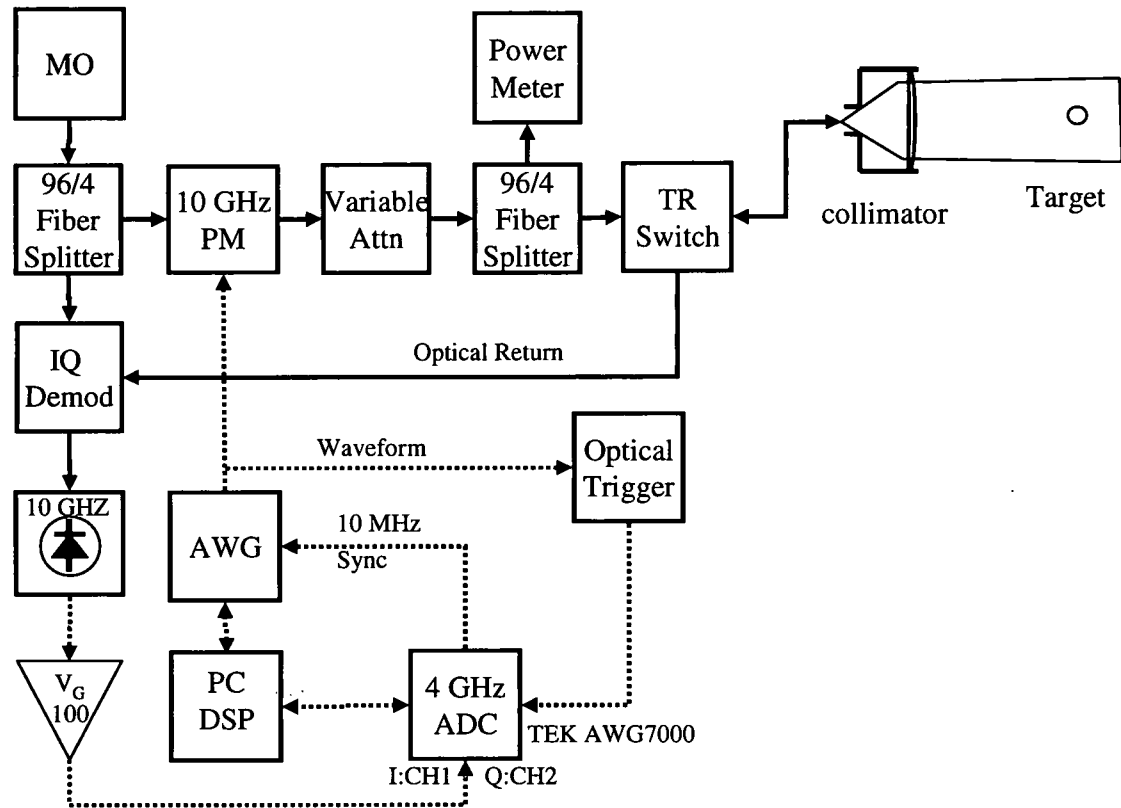 MO
Power
Meter
96/4
Fiber
Splitter
10 GHz
PM
Variable
Attn
96/4
Fiber
Splitter
TR
Switch
collimator
Target
IQ
Demod
Optical Return
Waveform
Optical
Trigger
10 GHZ
AWG
10 MHz
Sync
V_G
100
PC
DSP
4 GHz
ADC
TEK AWG7000
I:CH1 Q:CH2